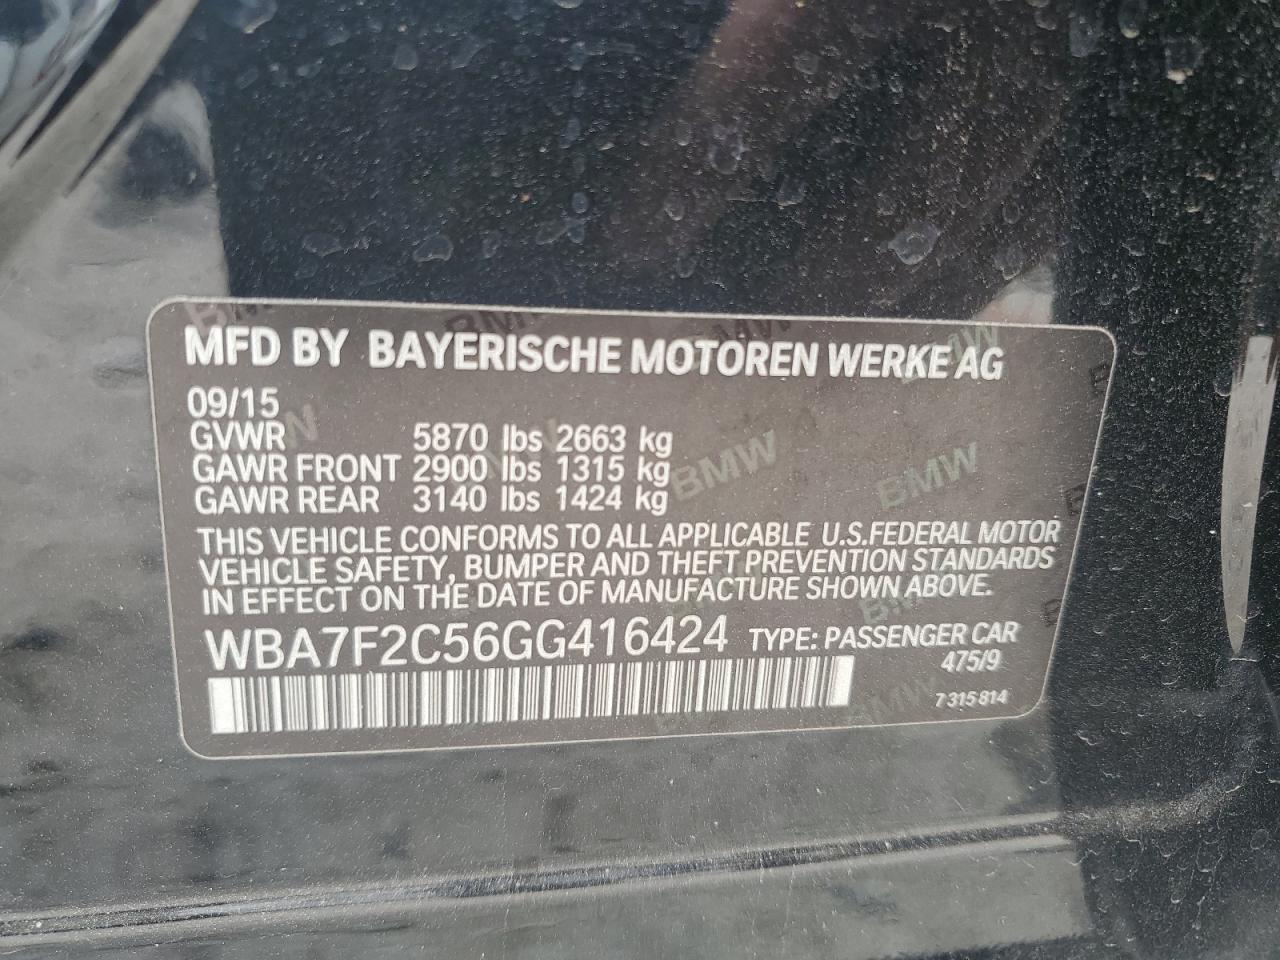 MFD BY BAYERISCHE MOTOREN WERKE AG
09/15
GVWR 5870 lbs 2663 kg
GAWR FRONT 2900 lbs 1315 kg
GAWR REAR 3140 lbs 1424 kg
THIS VEHICLE CONFORMS TO ALL APPLICABLE U.S.FEDERAL MOTOR
VEHICLE SAFETY, BUMPER AND THEFT PREVENTION STANDARDS
IN EFFECT ON THE DATE OF MANUFACTURE SHOWN ABOVE.
WBA7F2C56GG416424 TYPE: PASSENGER CAR
475/9
7 315 814